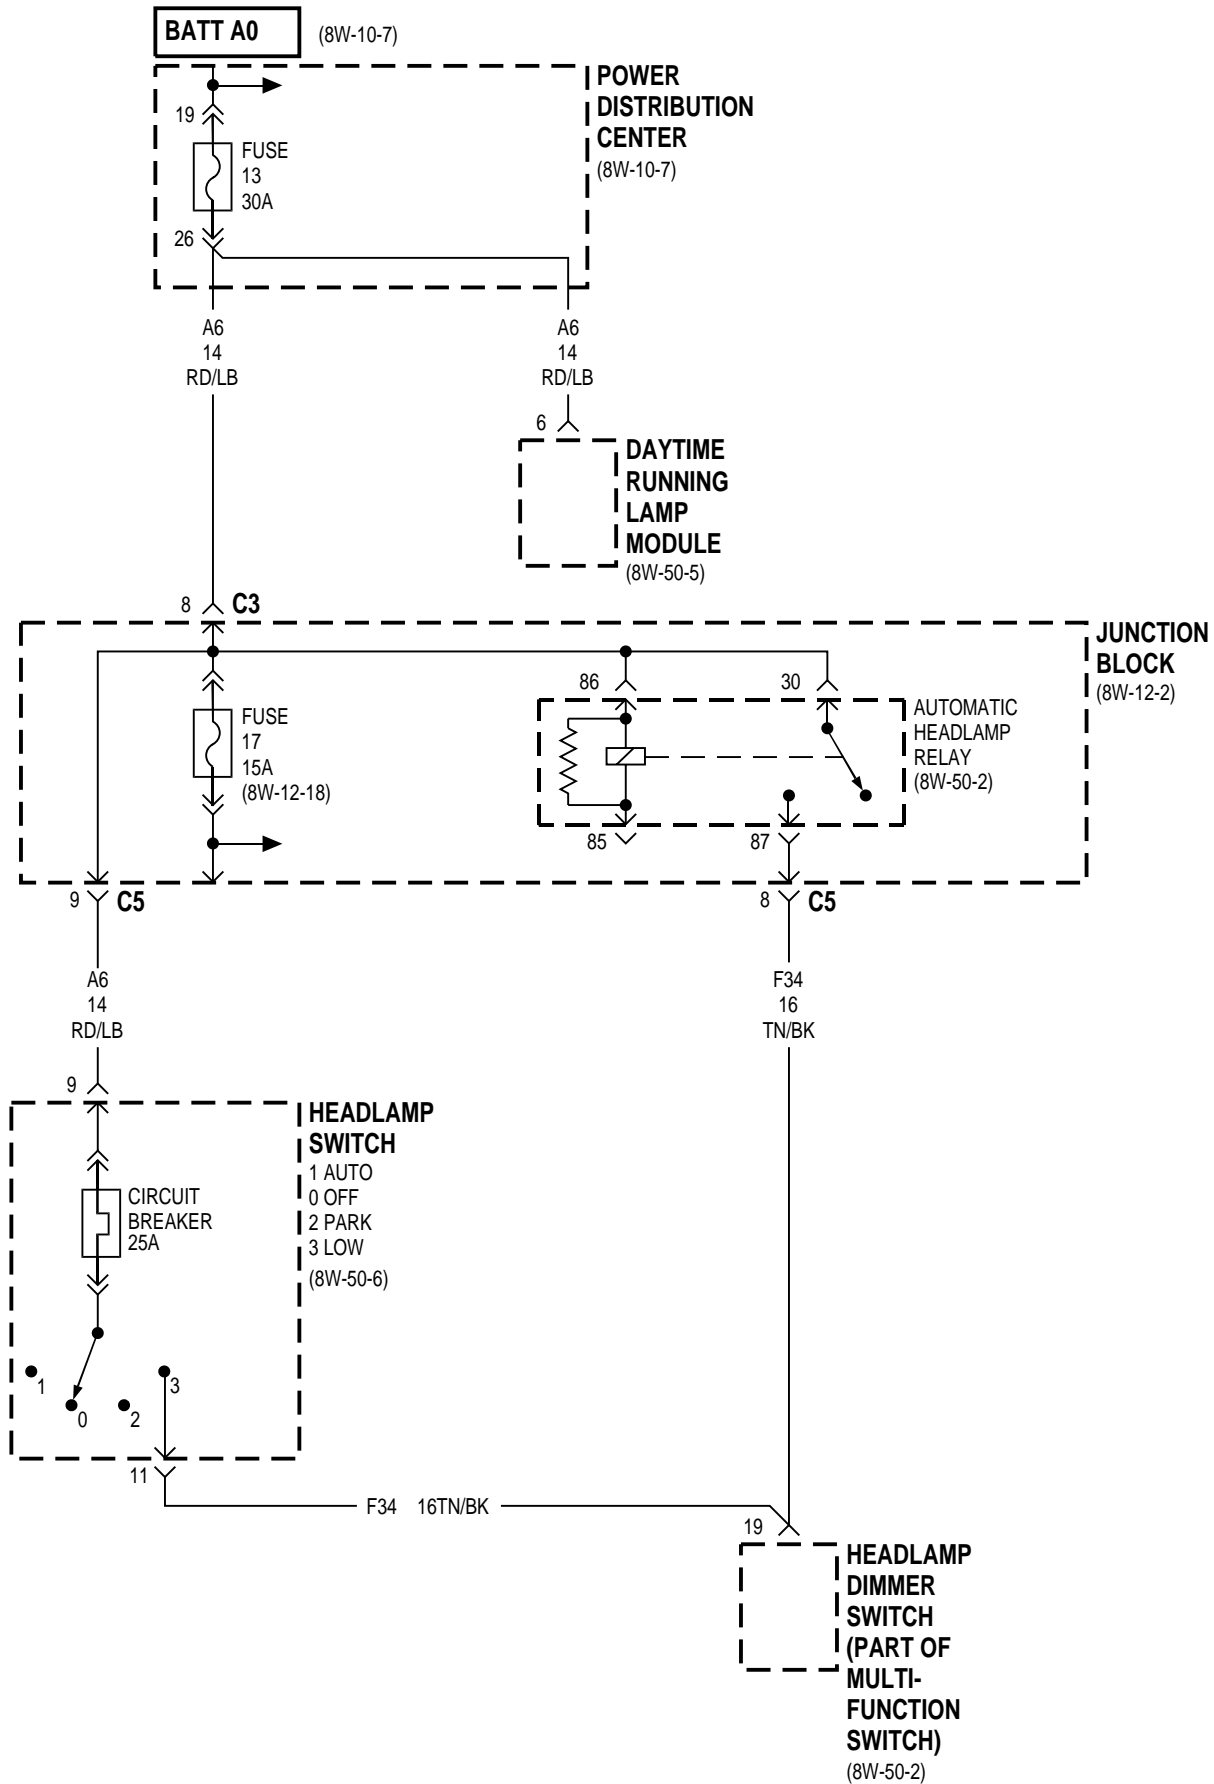 BATT A0
(8W-10-7)
POWER
DISTRIBUTION
CENTER
(8W-10-7)
19
FUSE
13
30A
26
A6
14
RD/LB
A6
14
RD/LB
6
DAYTIME
RUNNING
LAMP
MODULE
(8W-50-5)
8
C3
JUNCTION
BLOCK
(8W-12-2)
86
30
FUSE
17
15A
(8W-12-18)
AUTOMATIC
HEADLAMP
RELAY
(8W-50-2)
85
87
9
C5
8
C5
A6
14
RD/LB
F34
16
TN/BK
9
HEADLAMP
SWITCH
1 AUTO
0 OFF
2 PARK
3 LOW
(8W-50-6)
CIRCUIT
BREAKER
25A
1
0
2
3
11
F34 16TN/BK
19
HEADLAMP
DIMMER
SWITCH
(PART OF
MULTI-
FUNCTION
SWITCH)
(8W-50-2)